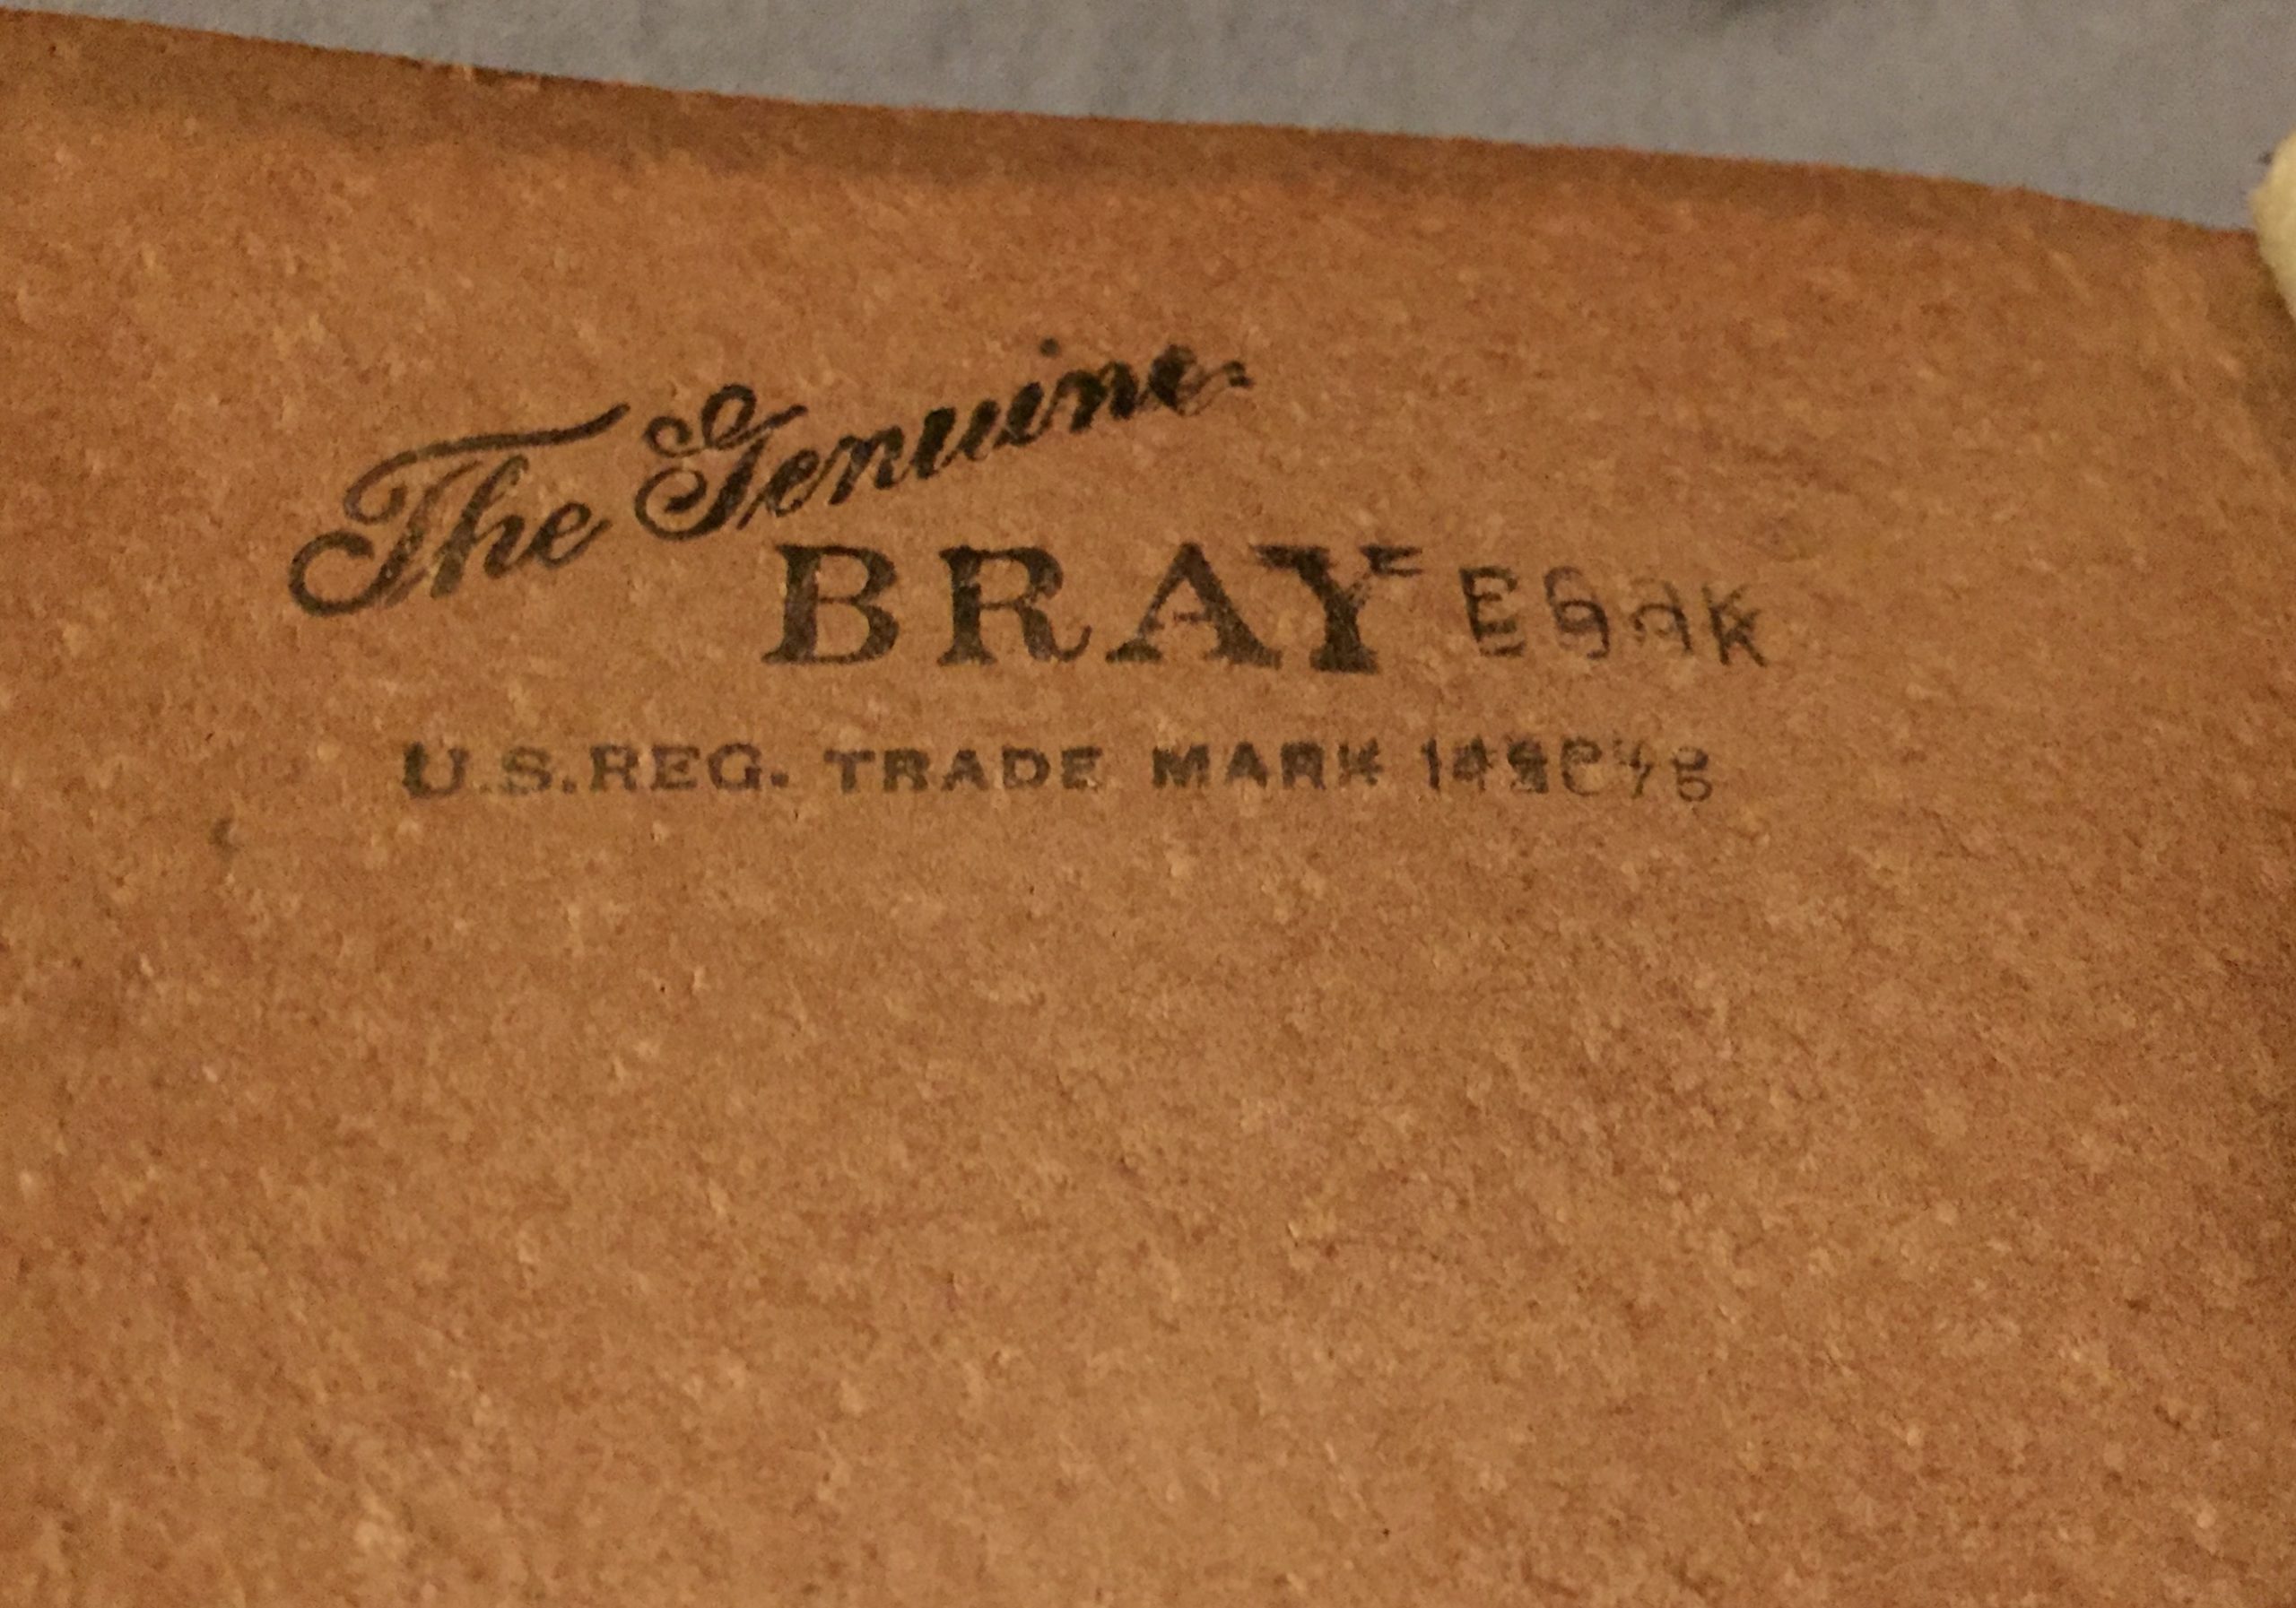 The Genuine
BRAY
U.S.REG. TRADE MARK